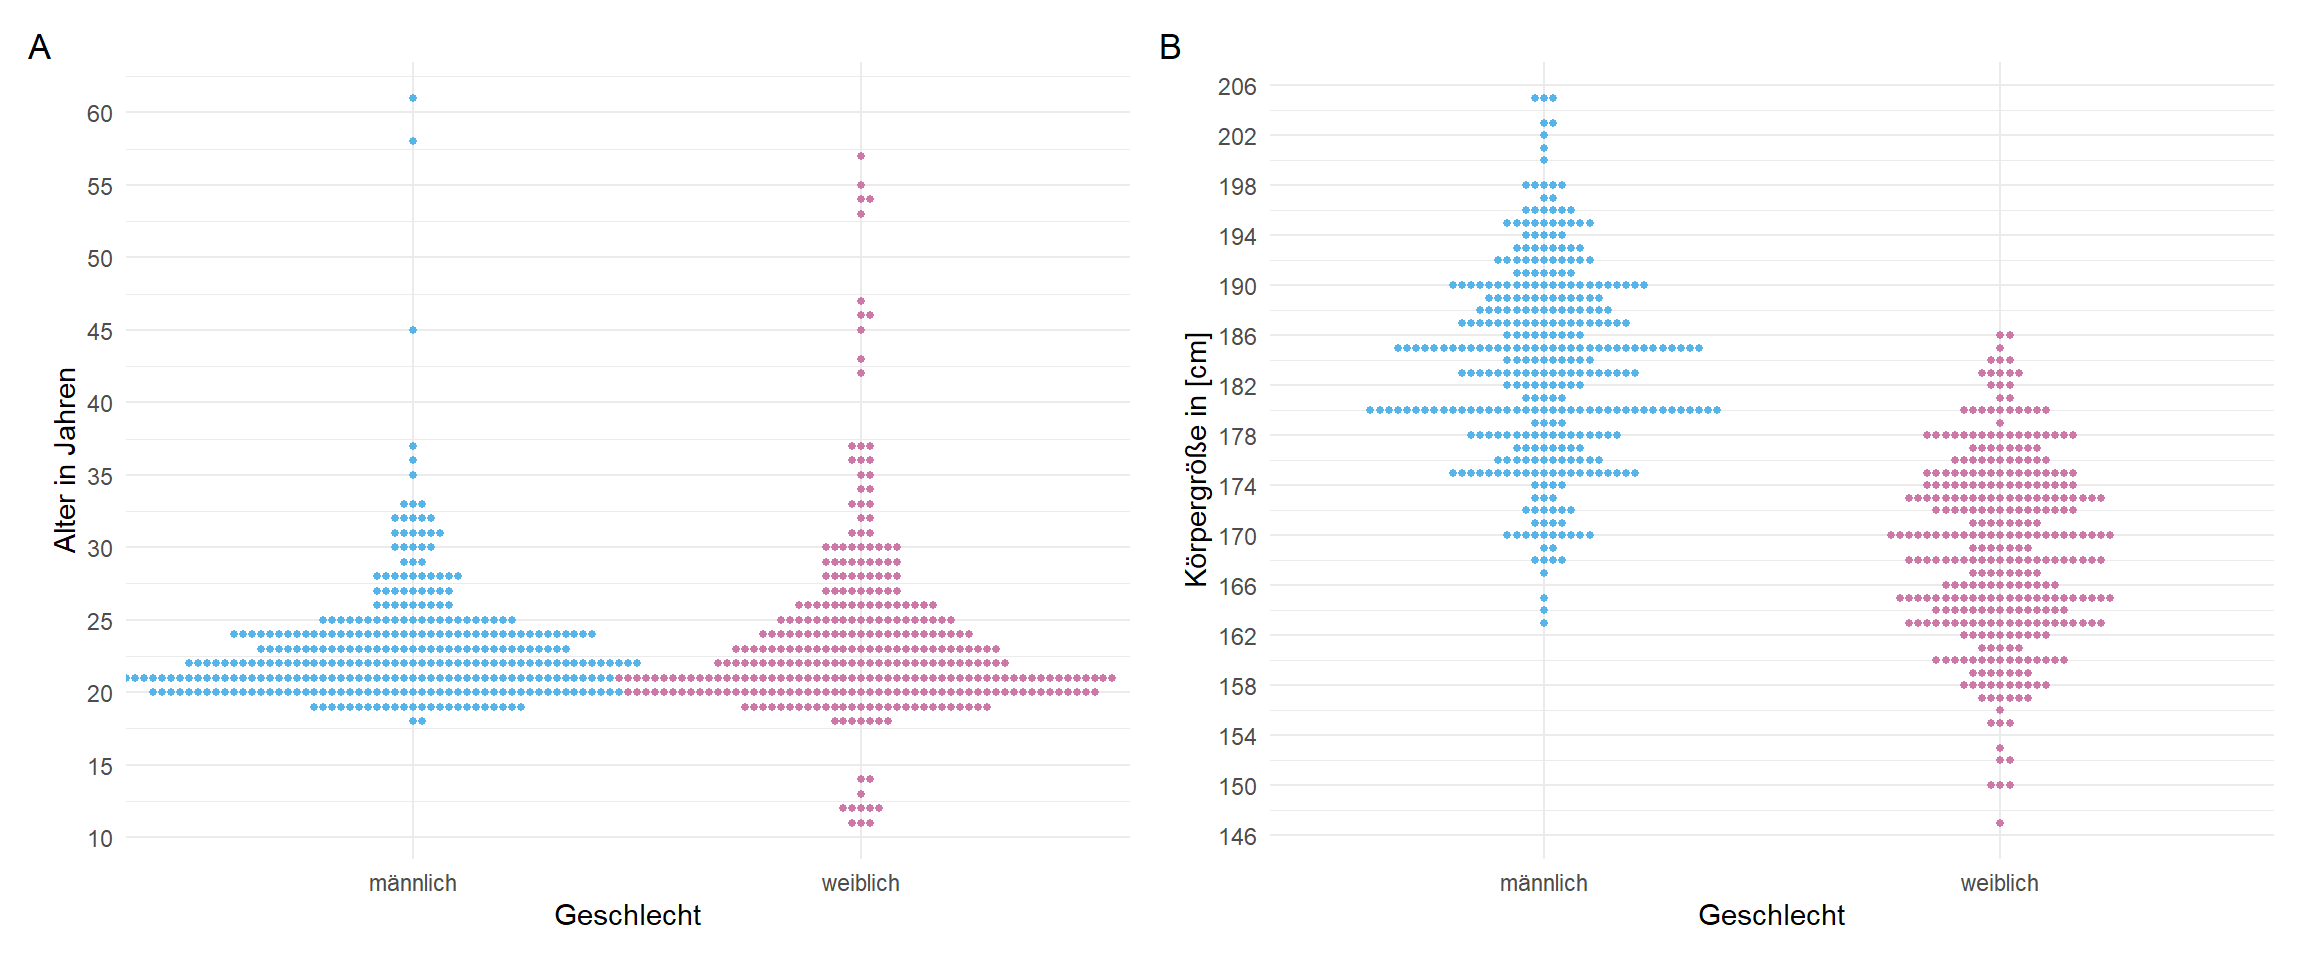 A
60
55
50
45
40
35
30
25
20
15
10
Alter in Jahren
männlich
weiblich
Geschlecht
B
206
202
198
194
190
186
182
178
174
170
166
162
158
154
150
146
Körpergröße in [cm]
männlich
weiblich
Geschlecht